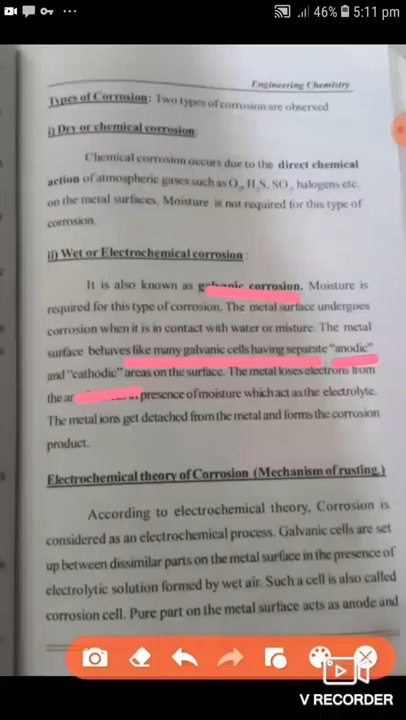 46% 5:11 pm
Engineering Chemistry
Types of Corrosion: Two types of corrosion are observed
i) Dry or chemical corrosion:
Chemical corrosion occurs due to the direct chemical
action of atmospheric gases such as O2, H2S, SO2, halogens etc.
on the metal surfaces. Moisture is not required for this type of
corrosion.
ii) Wet or Electrochemical corrosion :
It is also known as galvanic corrosion. Moisture is
required for this type of corrosion. The metal surface undergoes
corrosion when it is in contact with water or misture. The metal
surface behaves like many galvanic cells having separate "anodic"
and "cathodic" areas on the surface. The metal loses electrons from
the presence of moisture which act as the electrolyte.
The metal ions get detached from the metal and forms the corrosion
product.
Electrochemical theory of Corrosion (Mechanism of rusting.)
According to electrochemical theory, Corrosion is
considered as an electrochemical process. Galvanic cells are set
up between dissimilar parts on the metal surface in the presence of
electrolytic solution formed by wet air. Such a cell is also called
corrosion cell. Pure part on the metal surface acts as anode and
V RECORDER